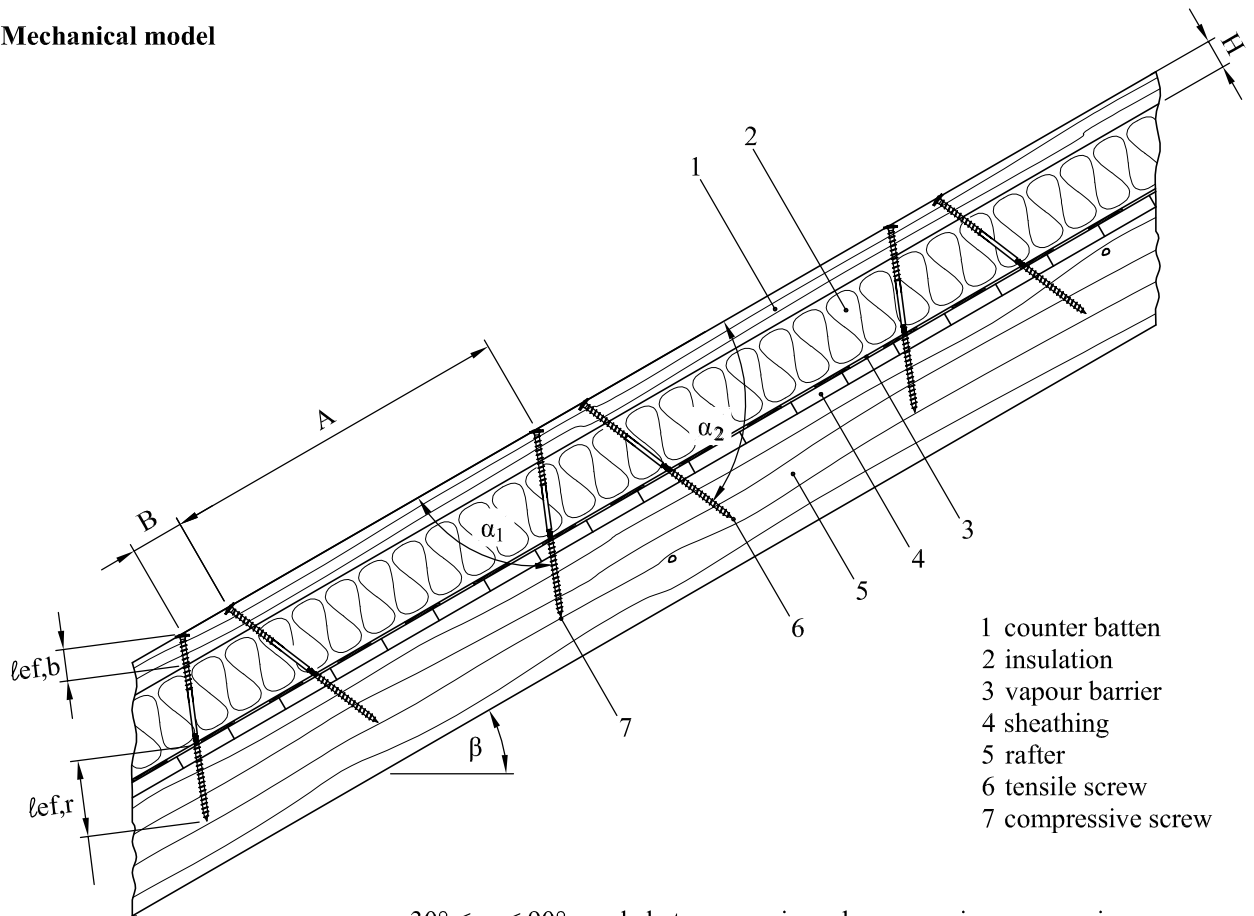 Mechanical model
H
2
1
A
α2
B
α1
3
4
5
6
ℓef,b
7
β
ℓef,r
1 counter batten
2 insulation
3 vapour barrier
4 sheathing
5 rafter
6 tensile screw
7 compressive screw